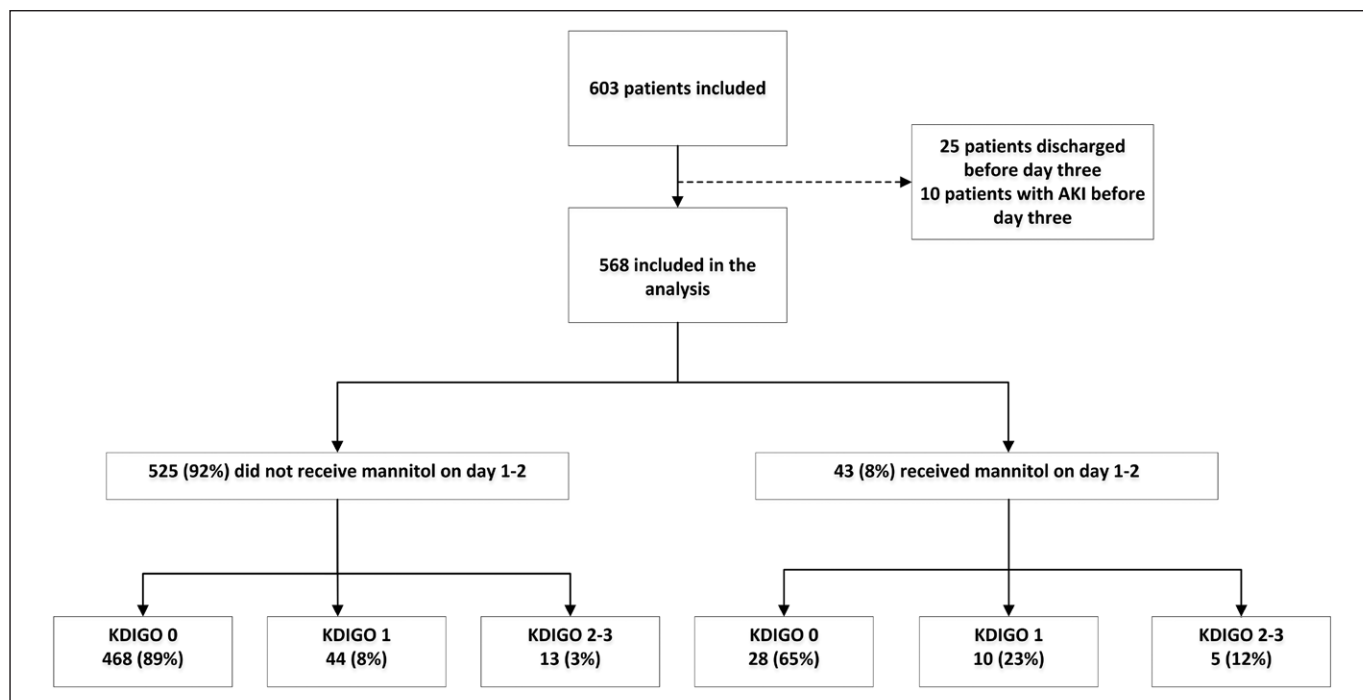 603 patients included
25 patients discharged
before day three
10 patients with AKI before
day three
568 included in the
analysis
525 (92%) did not receive mannitol on day 1-2
43 (8%) received mannitol on day 1-2
KDIGO 0
468 (89%)
KDIGO 1
44 (8%)
KDIGO 2-3
13 (3%)
KDIGO 0
28 (65%)
KDIGO 1
10 (23%)
KDIGO 2-3
5 (12%)